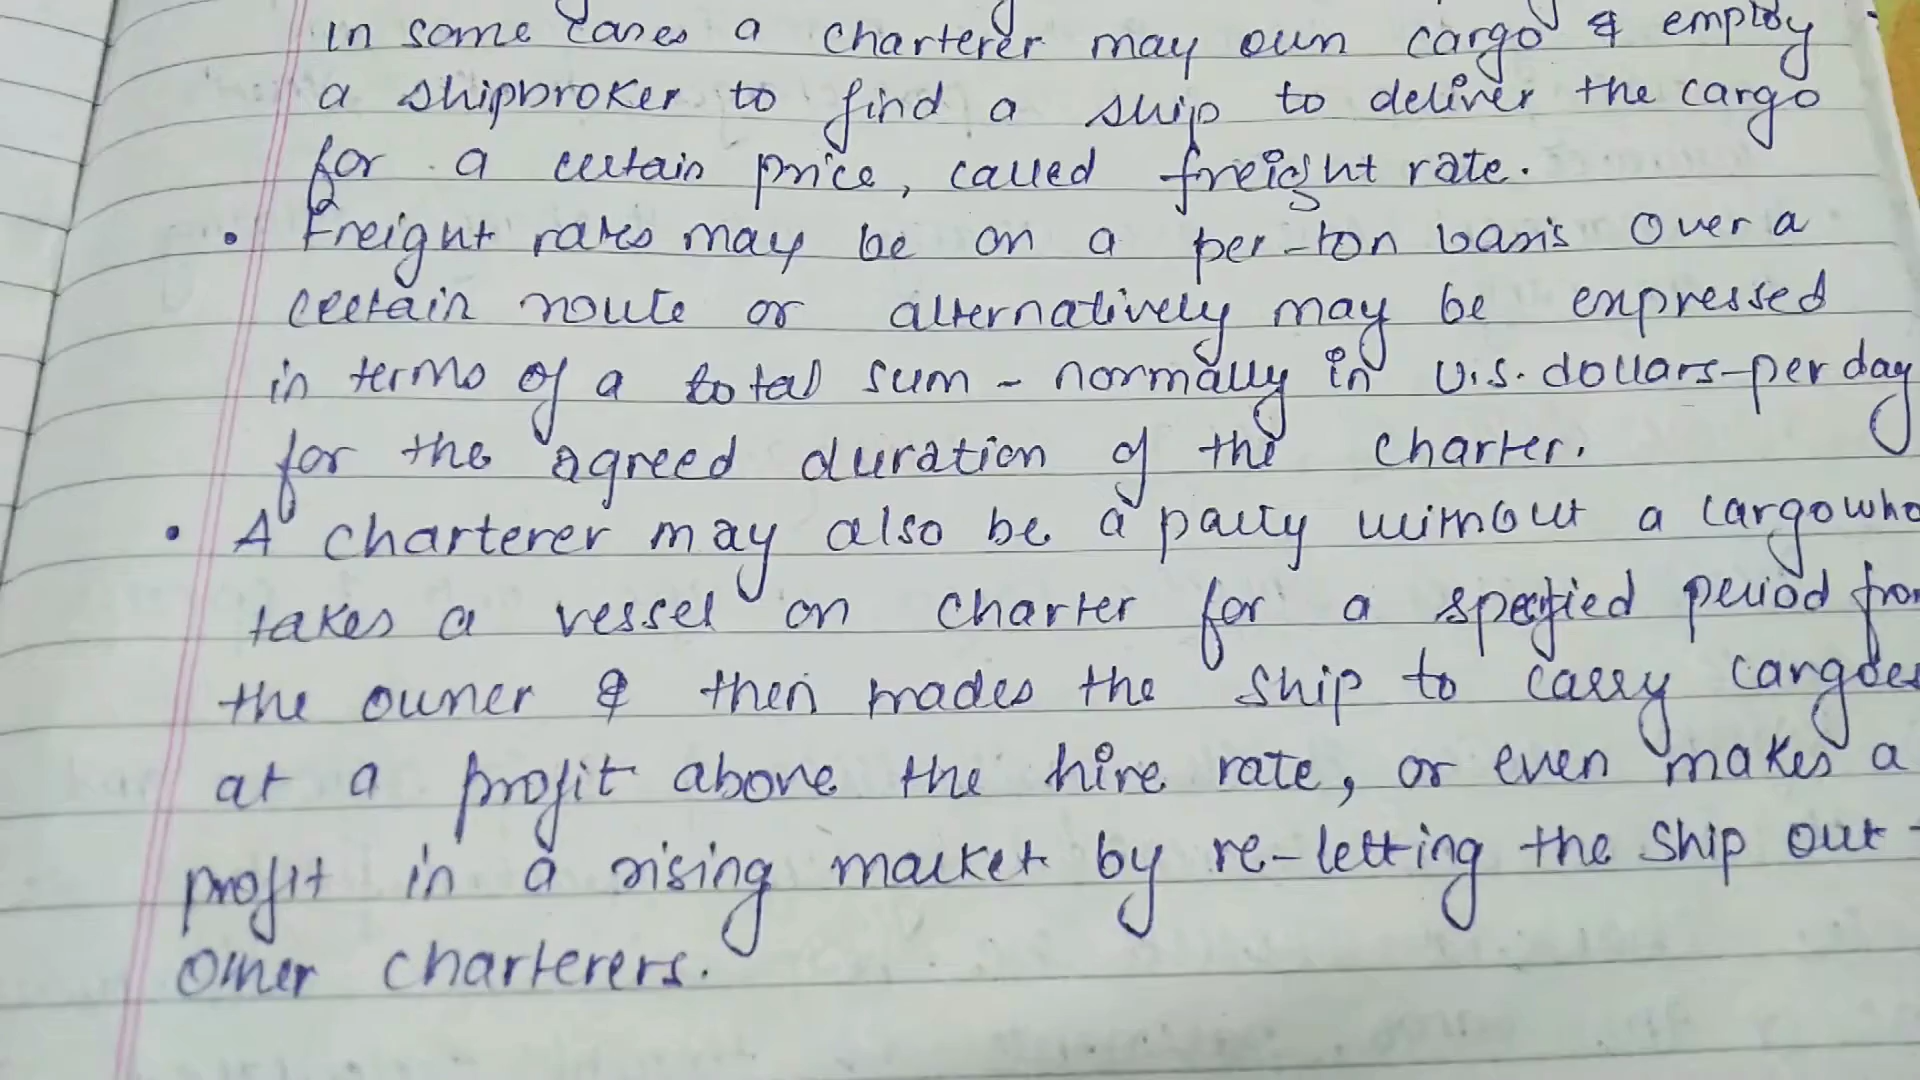 in some cases a charterer may own cargo & employ
a shipbroker to find a ship to deliver the cargo
for a certain price, called freight rate.
• Freight rates may be on a per-ton basis over a
certain route or alternatively may be expressed
in terms of a total sum - normally in U.S. dollars-per day
for the agreed duration of the charter.
• A charterer may also be a party without a cargo who
takes a vessel on charter for a specified period from
the owner & then trades the ship to carry cargoes
at a profit above the hire rate, or even makes a
profit in a rising market by re-letting the ship out
other charterers.